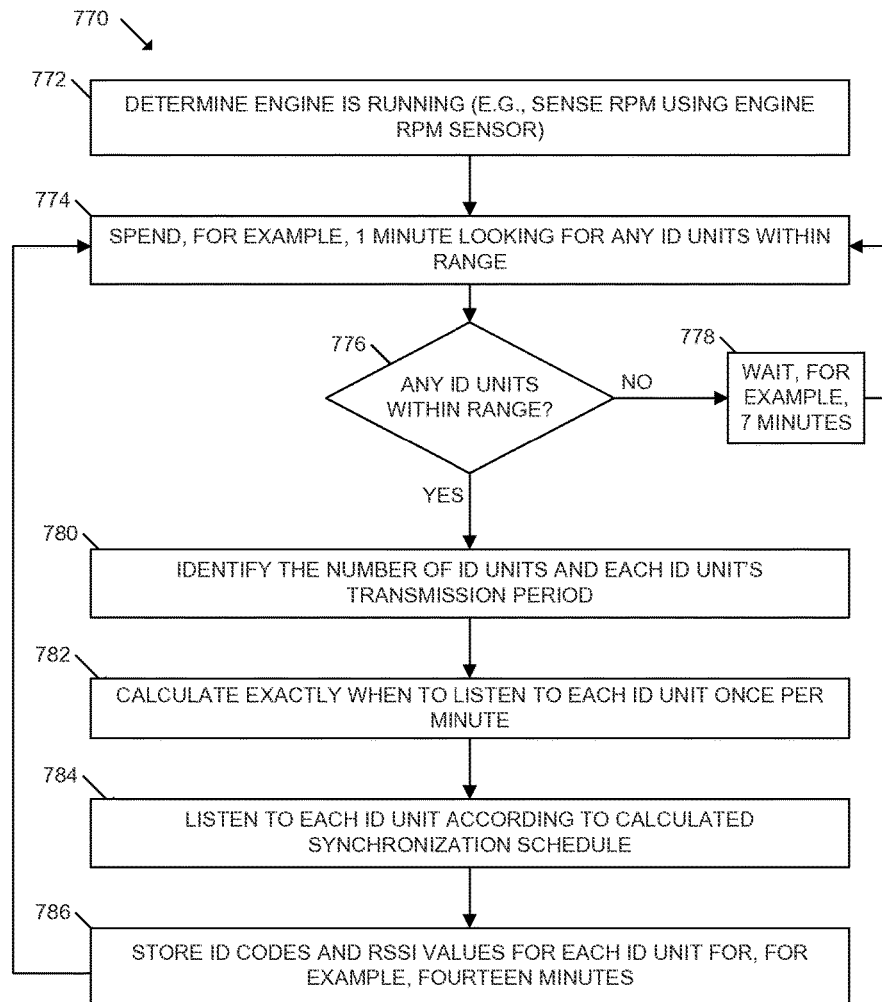 770
772
DETERMINE ENGINE IS RUNNING (E.G., SENSE RPM USING ENGINE
RPM SENSOR)
774
SPEND, FOR EXAMPLE, 1 MINUTE LOOKING FOR ANY ID UNITS WITHIN
RANGE
776
ANY ID UNITS
WITHIN RANGE?
NO
778
WAIT, FOR
EXAMPLE,
7 MINUTES
YES
780
IDENTIFY THE NUMBER OF ID UNITS AND EACH ID UNIT'S
TRANSMISSION PERIOD
782
CALCULATE EXACTLY WHEN TO LISTEN TO EACH ID UNIT ONCE PER
MINUTE
784
LISTEN TO EACH ID UNIT ACCORDING TO CALCULATED
SYNCHRONIZATION SCHEDULE
786
STORE ID CODES AND RSSI VALUES FOR EACH ID UNIT FOR, FOR
EXAMPLE, FOURTEEN MINUTES